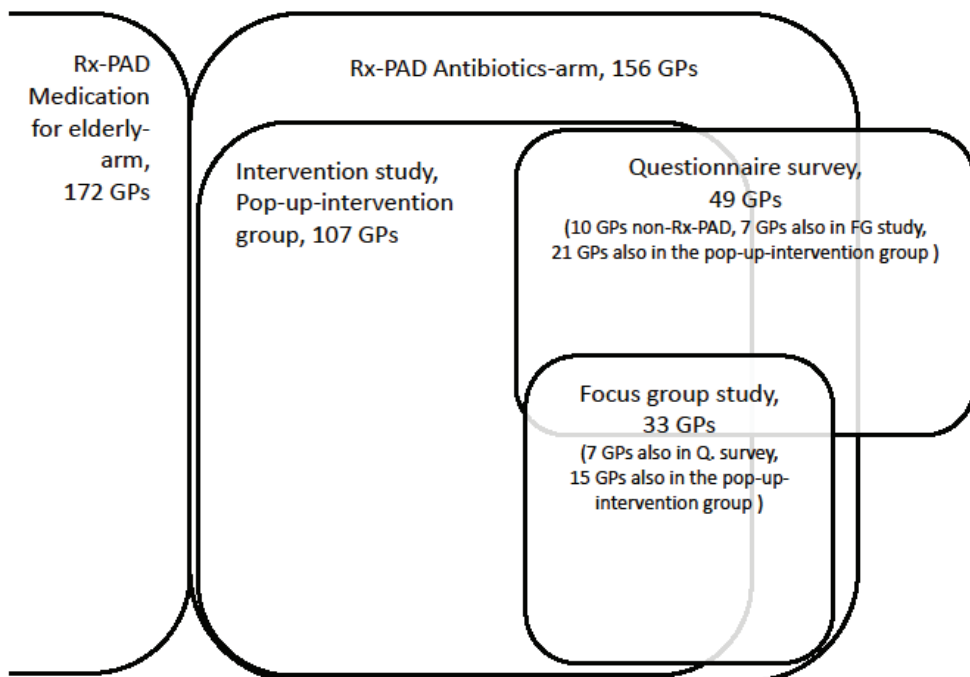 Rx-PAD
Medication
for elderly-
arm,
172 GPs
Rx-PAD Antibiotics-arm, 156 GPs
Intervention study,
Pop-up-intervention
group, 107 GPs
Questionnaire survey,
49 GPs
(10 GPs non-Rx-PAD, 7 GPs also in FG study,
21 GPs also in the pop-up-intervention group )
Focus group study,
33 GPs
(7 GPs also in Q. survey,
15 GPs also in the pop-up-
intervention group )